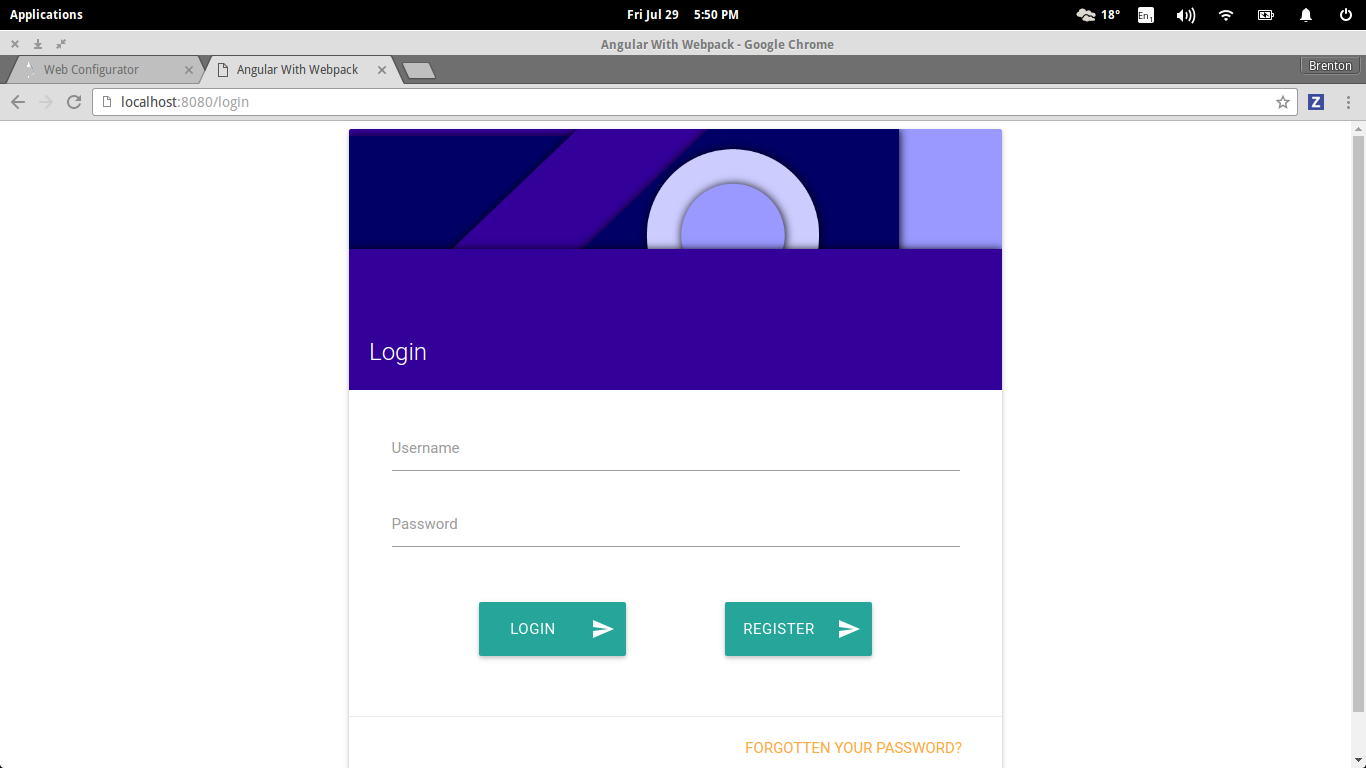 Applications
Fri Jul 29 5:50 PM
18°
En1
Angular With Webpack - Google Chrome
Web Configurator
Angular With Webpack
Brenton
localhost:8080/login
Z
Login
Username
Password
LOGIN
REGISTER
FORGOTTEN YOUR PASSWORD?